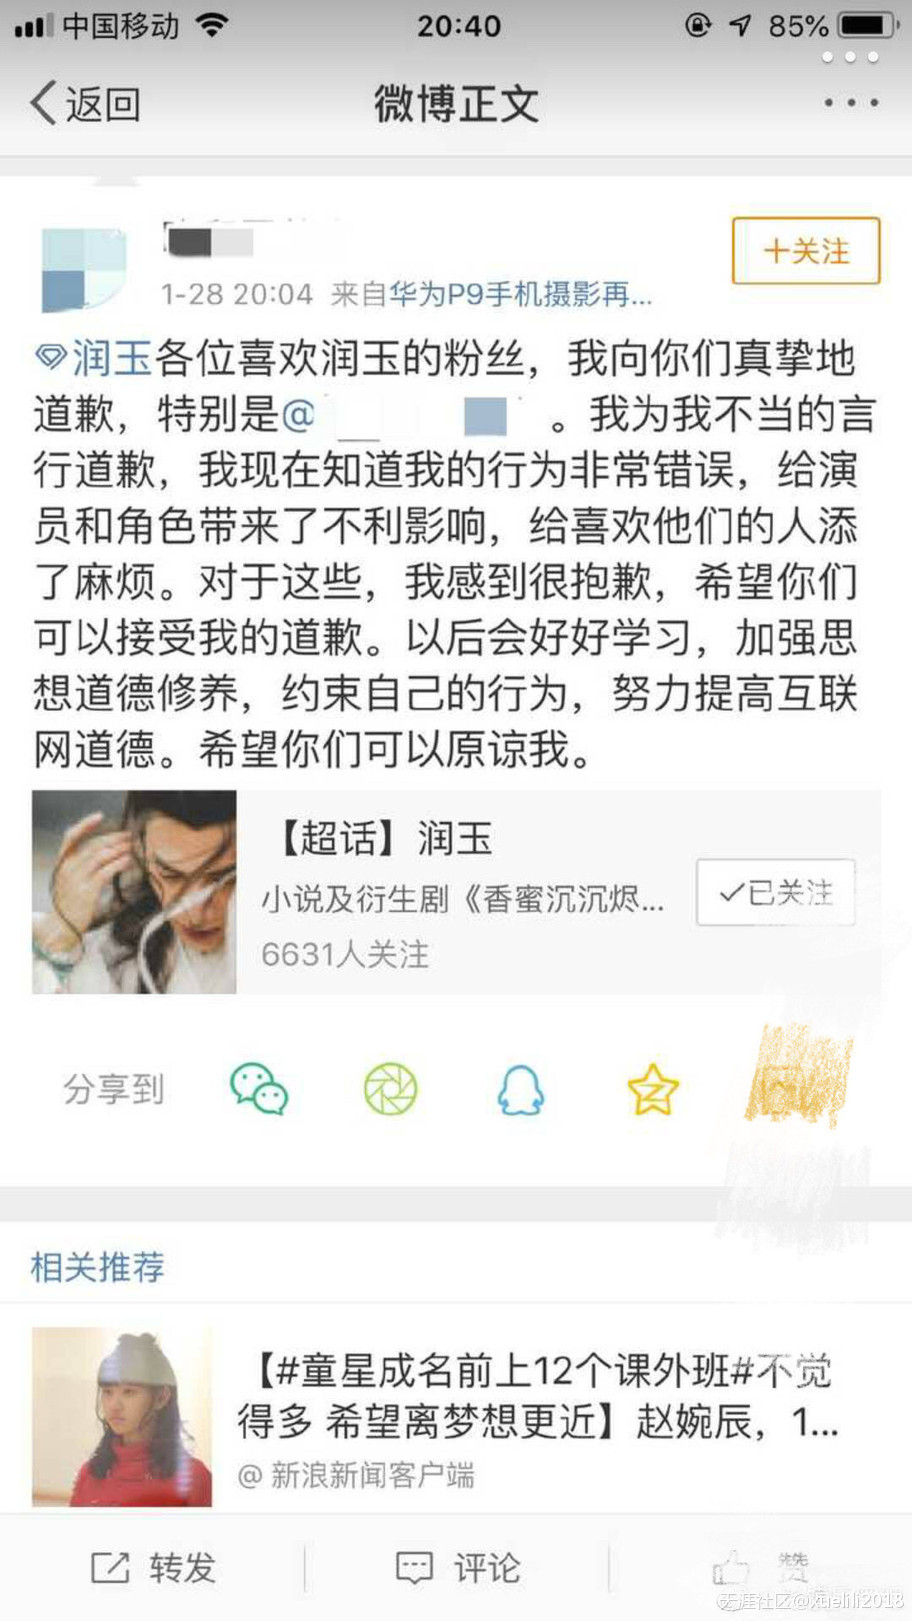 中国移动 20:40 85%
返回 微博正文
+关注
1-28 20:04 来自华为P9手机摄影再...
润玉各位喜欢润玉的粉丝，我向你们真挚地
道歉，特别是@ 。我为我不当的言
行道歉，我现在知道我的行为非常错误，给演
员和角色带来了不利影响，给喜欢他们的人添
了麻烦。对于这些，我感到很抱歉，希望你们
可以接受我的道歉。以后会好好学习，加强思
想道德修养，约束自己的行为，努力提高互联
网道德。希望你们可以原谅我。
【超话】润玉
小说及衍生剧《香蜜沉沉烬...
已关注
6631人关注
分享到
相关推荐
【#童星成名前上12个课外班#不觉
得多 希望离梦想更近】赵婉辰，1...
@ 新浪新闻客户端
转发 评论 赞
天涯社区@xuelili2018